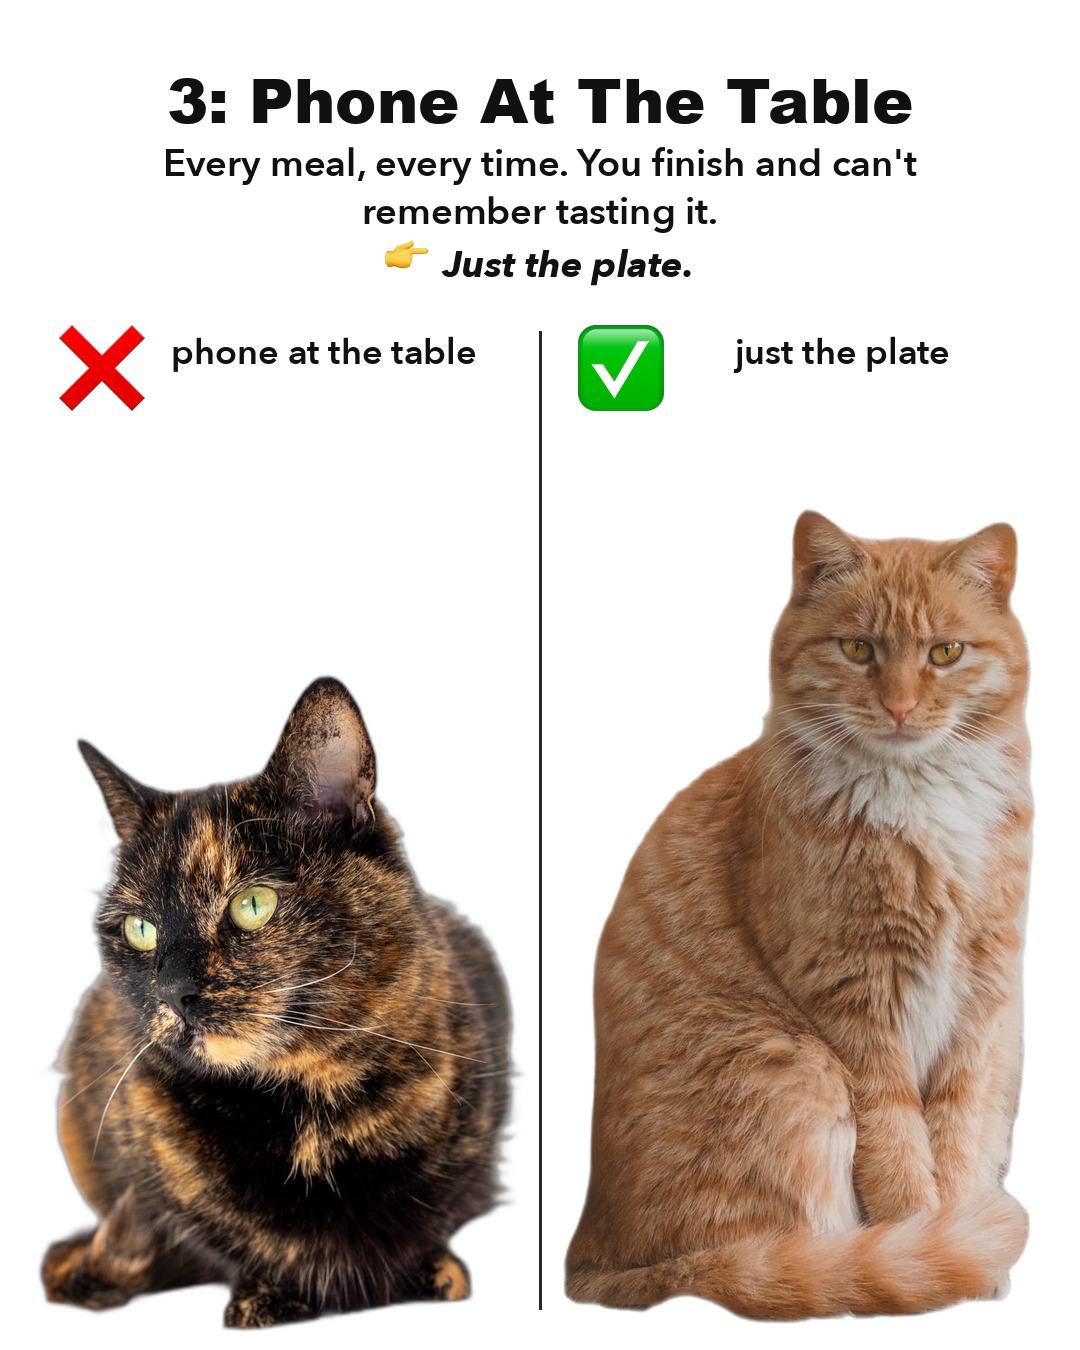 3: Phone At The Table
Every meal, every time. You finish and can't
remember tasting it.
👉 Just the plate.
❌ phone at the table
✅ just the plate